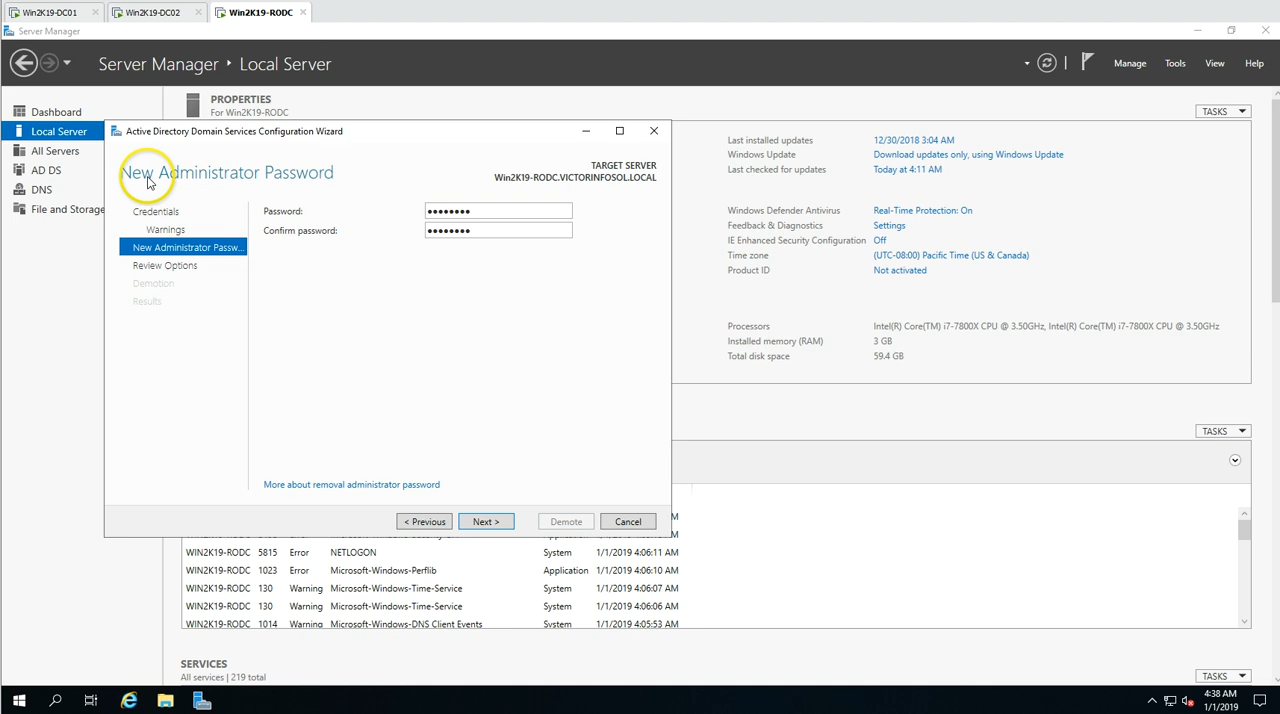 Win2K19-DC01
Win2K19-DC02
Win2K19-RODC
Server Manager
Server Manager ‣ Local Server
Manage
Tools
View
Help
Dashboard
Local Server
All Servers
AD DS
DNS
File and Storage
PROPERTIES
For Win2K19-RODC
TASKS
Last installed updates 12/30/2018 3:04 AM
Windows Update Download updates only, using Windows Update
Last checked for updates Today at 4:11 AM
Windows Defender Antivirus Real-Time Protection: On
Feedback & Diagnostics Settings
IE Enhanced Security Configuration Off
Time zone (UTC-08:00) Pacific Time (US & Canada)
Product ID Not activated
Processors Intel(R) Core(TM) i7-7800X CPU @ 3.50GHz, Intel(R) Core(TM) i7-7800X CPU @ 3.50GHz
Installed memory (RAM) 3 GB
Total disk space 59.4 GB
Active Directory Domain Services Configuration Wizard
New Administrator Password
TARGET SERVER
Win2K19-RODC.VICTORINFOSOL.LOCAL
Credentials
Warnings
New Administrator Passw...
Review Options
Demotion
Results
Password: ••••••••
Confirm password: ••••••••
More about removal administrator password
< Previous
Next >
Demote
Cancel
TASKS
M
M
WIN2K19-RODC 5815 Error NETLOGON System 1/1/2019 4:06:11 AM
WIN2K19-RODC 1023 Error Microsoft-Windows-Perflib Application 1/1/2019 4:06:10 AM
WIN2K19-RODC 130 Warning Microsoft-Windows-Time-Service System 1/1/2019 4:06:07 AM
WIN2K19-RODC 130 Warning Microsoft-Windows-Time-Service System 1/1/2019 4:06:06 AM
WIN2K19-RODC 1014 Warning Microsoft-Windows-DNS Client Events System 1/1/2019 4:05:53 AM
SERVICES
All services | 219 total
TASKS
4:38 AM
1/1/2019